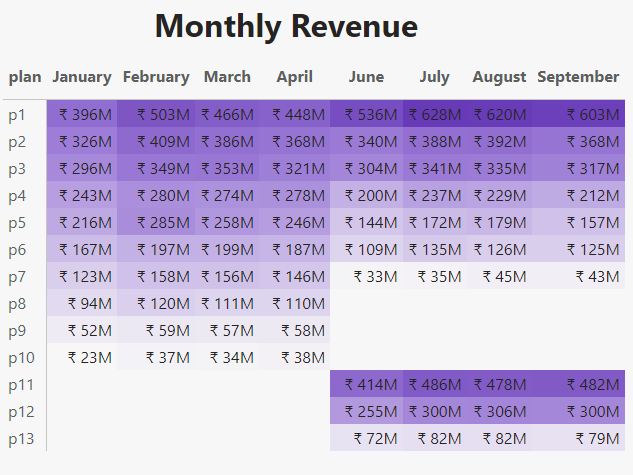 Monthly Revenue
plan January February March April June July August September
p1 ₹ 396M ₹ 503M ₹ 466M ₹ 448M ₹ 536M ₹ 628M ₹ 620M ₹ 603M
p2 ₹ 326M ₹ 409M ₹ 386M ₹ 368M ₹ 340M ₹ 388M ₹ 392M ₹ 368M
p3 ₹ 296M ₹ 349M ₹ 353M ₹ 321M ₹ 304M ₹ 341M ₹ 335M ₹ 317M
p4 ₹ 243M ₹ 280M ₹ 274M ₹ 278M ₹ 200M ₹ 237M ₹ 229M ₹ 212M
p5 ₹ 216M ₹ 285M ₹ 258M ₹ 246M ₹ 144M ₹ 172M ₹ 179M ₹ 157M
p6 ₹ 167M ₹ 197M ₹ 199M ₹ 187M ₹ 109M ₹ 135M ₹ 126M ₹ 125M
p7 ₹ 123M ₹ 158M ₹ 156M ₹ 146M ₹ 33M ₹ 35M ₹ 45M ₹ 43M
p8 ₹ 94M ₹ 120M ₹ 111M ₹ 110M
p9 ₹ 52M ₹ 59M ₹ 57M ₹ 58M
p10 ₹ 23M ₹ 37M ₹ 34M ₹ 38M
p11 ₹ 414M ₹ 486M ₹ 478M ₹ 482M
p12 ₹ 255M ₹ 300M ₹ 306M ₹ 300M
p13 ₹ 72M ₹ 82M ₹ 82M ₹ 79M